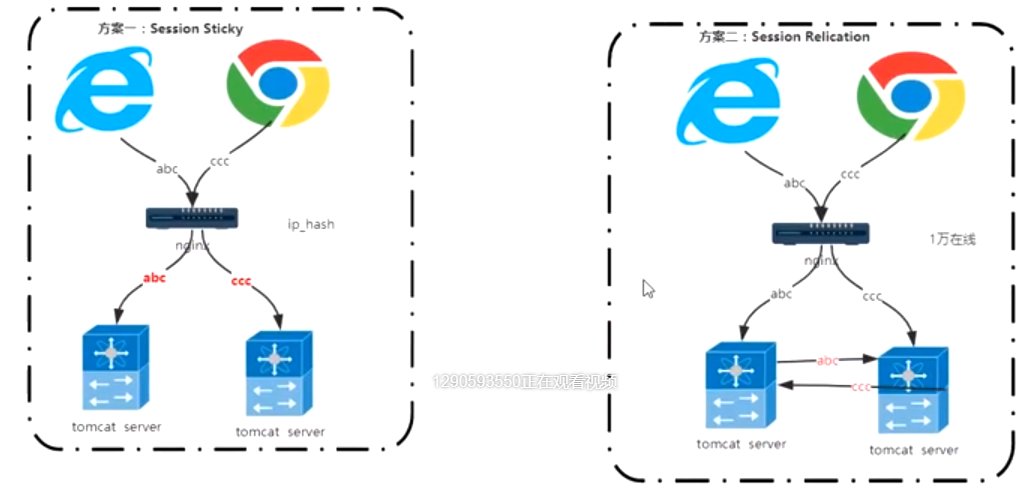 方案一：Session Sticky
abc
ccc
nginx
ip_hash
abc
ccc
tomcat server
tomcat server
1290593550正在观看视频
方案二：Session Relication
abc
ccc
nginx
1万在线
abc
ccc
abc
ccc
tomcat server
tomcat server